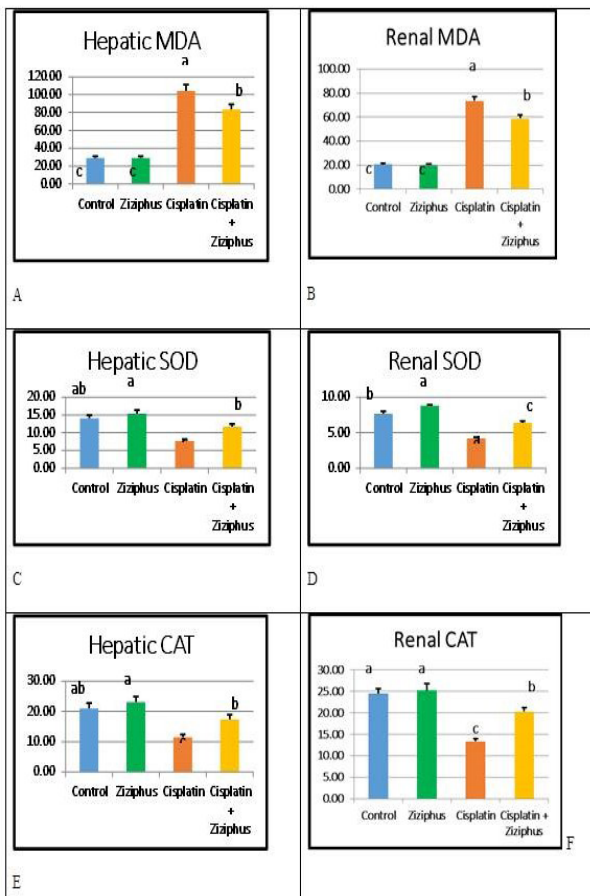 Hepatic MDA
a
120.00
100.00
80.00
60.00
40.00
20.00
0.00
b
c
c
Control Ziziphus Cisplatin Cisplatin
+
Ziziphus
A
Renal MDA
a
100.00
80.00
60.00
40.00
20.00
0.00
b
c
c
Control Ziziphus Cisplatin Cisplatin
+
Ziziphus
B
Hepatic SOD
ab
a
20.00
15.00
10.00
5.00
0.00
b
Control Ziziphus Cisplatin Cisplatin
+
Ziziphus
C
Renal SOD
a
10.00
5.00
0.00
b
c
Control Ziziphus Cisplatin Cisplatin
+
Ziziphus
D
Hepatic CAT
ab
a
30.00
20.00
10.00
0.00
b
Control Ziziphus Cisplatin Cisplatin
+
Ziziphus
E
Renal CAT
a
a
30.00
25.00
20.00
15.00
10.00
5.00
0.00
b
c
Control Ziziphus Cisplatin Cisplatin +
Ziziphus
F